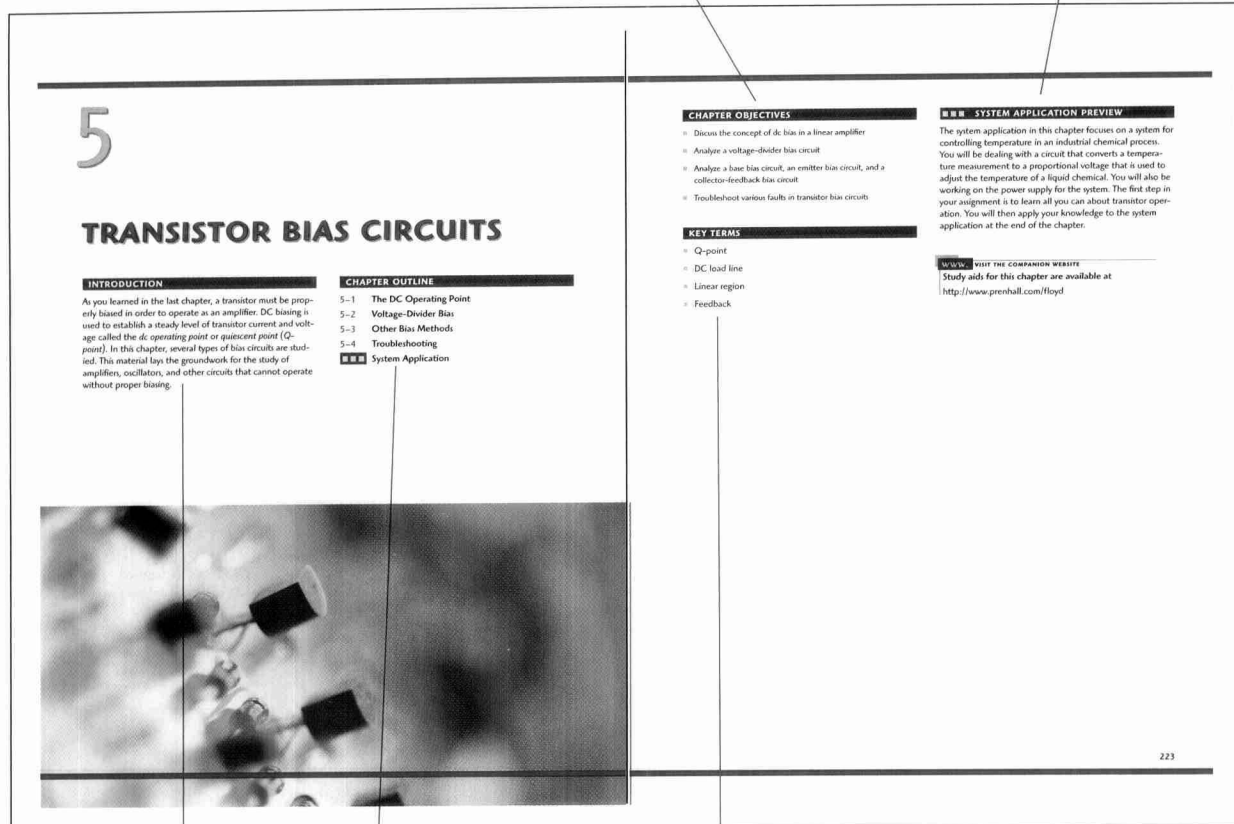 5
TRANSISTOR BIAS CIRCUITS
INTRODUCTION
As you learned in the last chapter, a transistor must be prop-
erly biased in order to operate as an amplifier. DC biasing is
used to establish a steady level of transistor current and volt-
age called the dc operating point or quiescent point (Q-
point). In this chapter, several types of bias circuits are stud-
ied. This material lays the groundwork for the study of
amplifiers, oscillators, and other circuits that cannot operate
without proper biasing.
CHAPTER OUTLINE
5–1 The DC Operating Point
5–2 Voltage-Divider Bias
5–3 Other Bias Methods
5–4 Troubleshooting
System Application
CHAPTER OBJECTIVES
Discuss the concept of dc bias in a linear amplifier
Analyze a voltage-divider bias circuit
Analyze a base bias circuit, an emitter bias circuit, and a
collector-feedback bias circuit
Troubleshoot various faults in transistor bias circuits
KEY TERMS
Q-point
DC load line
Linear region
Feedback
SYSTEM APPLICATION PREVIEW
The system application in this chapter focuses on a system for
controlling temperature in an industrial chemical process.
You will be dealing with a circuit that converts a tempera-
ture measurement to a proportional voltage that is used to
adjust the temperature of a liquid chemical. You will also be
working on the power supply for the system. The first step in
your assignment is to learn all you can about transistor oper-
ation. You will then apply your knowledge to the system
application at the end of the chapter.
WWW. VISIT THE COMPANION WEBSITE
Study aids for this chapter are available at
http://www.prenhall.com/floyd
223